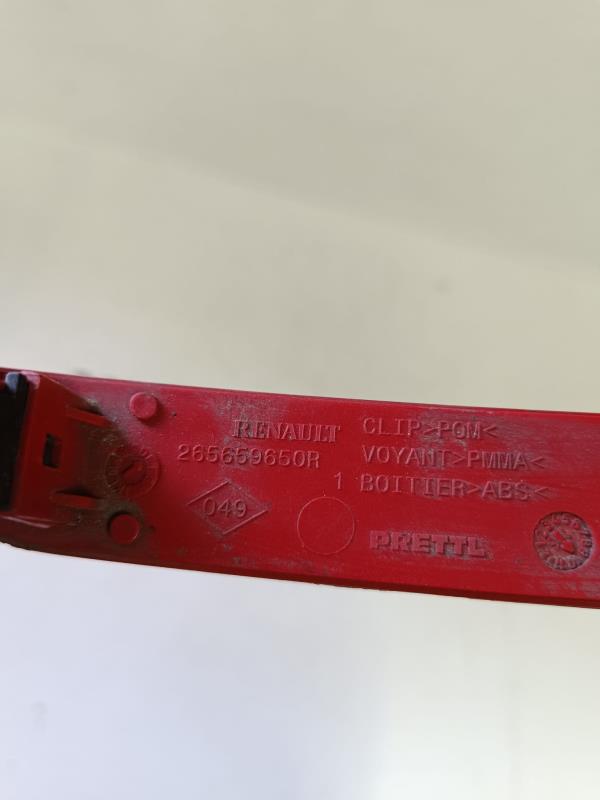 RENAULT
265659650R
049
CLIP>POM<
VOYANT>PMMA<
1 BOITIER>ABS<
PRETTL